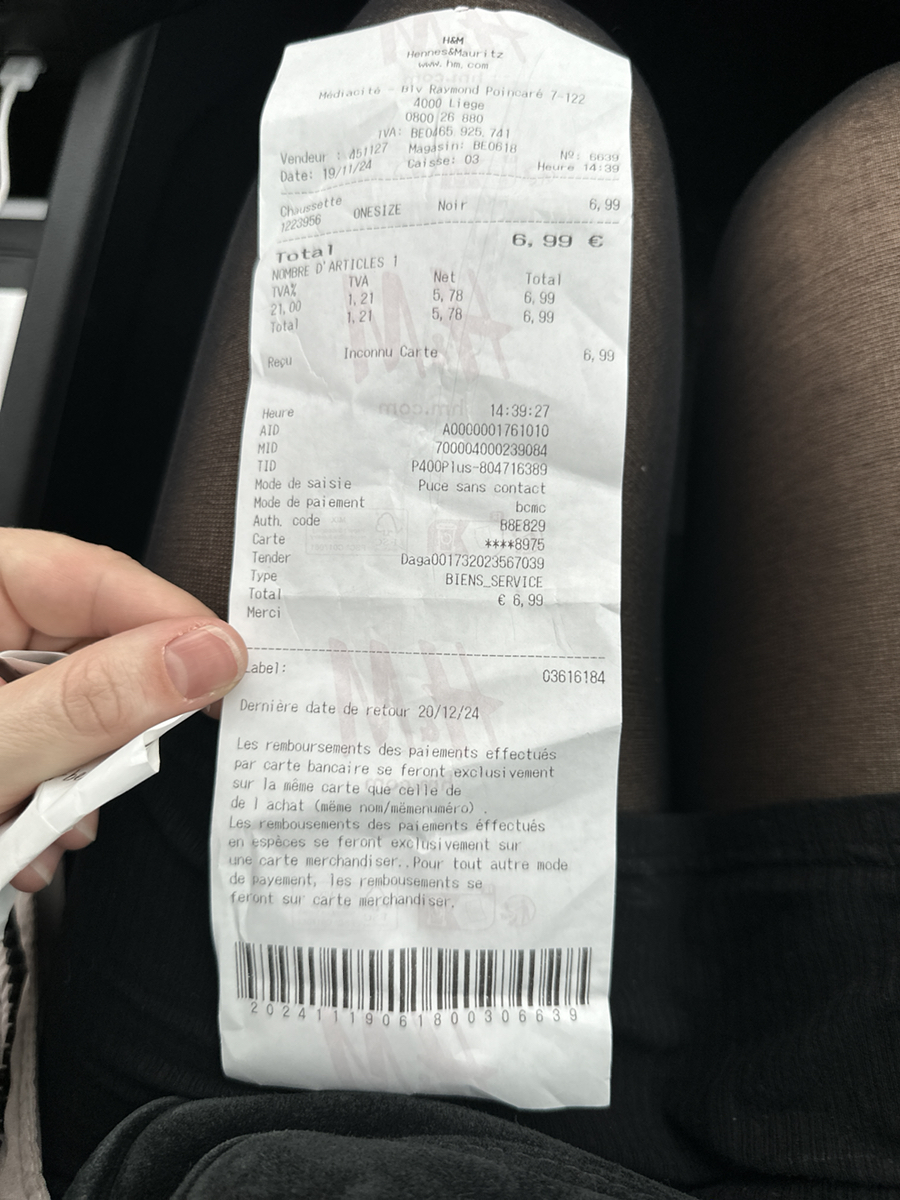 H&M
Hennes&Mauritz
www. hm. com
Médiacité - Blv Raymond Poincaré 7-122
4000 Liege
0800 26 880
TVA: BE0465 925 741
Vendeur : 451127 Magasin: BE0618 Nº: 6639
Date: 19/11/24 Caisse: 03 Heure 14:39
Chaussette ONESIZE Noir 6,99
1223956
Total 6,99 €
NOMBRE D'ARTICLES 1
TVA% TVA Net Total
21,00 1,21 5,78 6,99
Total 1,21 5,78 6,99
Reçu Inconnu Carte 6,99
Heure 14:39:27
AID A0000001761010
MID 700004000239084
TID P400Plus-804716389
Mode de saisie Puce sans contact
Mode de paiement bcmc
Auth. code B8E829
Carte ****8975
Tender Daga001732023567039
Type BIENS_SERVICE
Total € 6,99
Merci
abel: 03616184
Dernière date de retour 20/12/24
Les remboursements des paiements effectués
par carte bancaire se feront exclusivement
sur la même carte que celle de
de l achat (même nom/mêmenuméro) .
Les rembousements des paiements éffectués
en espèces se feront exclusivement sur
une carte merchandiser..Pour tout autre mode
de payement, les rembousements se
feront sur carte merchandiser.
20241119061800306639